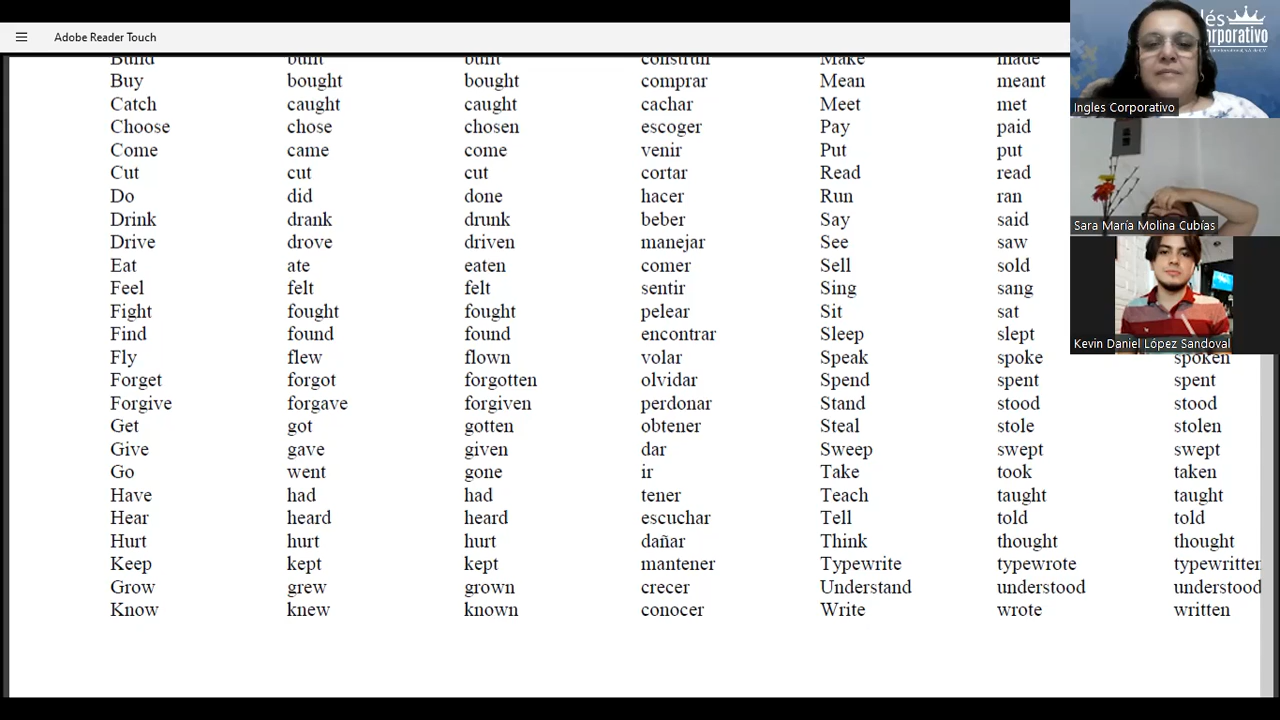 Adobe Reader Touch
Build built built construir Make made
Buy bought bought comprar Mean meant
Catch caught caught cachar Meet met
Choose chose chosen escoger Pay paid
Come came come venir Put put
Cut cut cut cortar Read read
Do did done hacer Run ran
Drink drank drunk beber Say said
Drive drove driven manejar See saw
Eat ate eaten comer Sell sold
Feel felt felt sentir Sing sang
Fight fought fought pelear Sit sat
Find found found encontrar Sleep slept
Fly flew flown volar Speak spoke spoken
Forget forgot forgotten olvidar Spend spent spent
Forgive forgave forgiven perdonar Stand stood stood
Get got gotten obtener Steal stole stolen
Give gave given dar Sweep swept swept
Go went gone ir Take took taken
Have had had tener Teach taught taught
Hear heard heard escuchar Tell told told
Hurt hurt hurt dañar Think thought thought
Keep kept kept mantener Typewrite typewrote typewritten
Grow grew grown crecer Understand understood understood
Know knew known conocer Write wrote written
Ingles Corporativo
Sara María Molina Cubías
Kevin Daniel López Sandoval